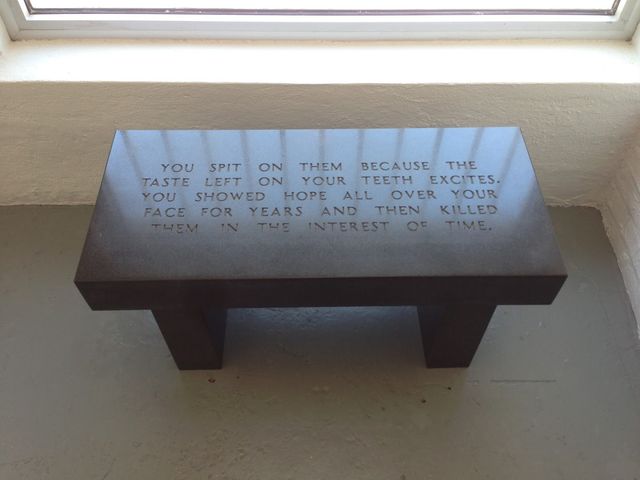 YOU SPIT ON THEM BECAUSE THE
TASTE LEFT ON YOUR TEETH EXCITES.
YOU SHOWED HOPE ALL OVER YOUR
FACE FOR YEARS AND THEN KILLED
THEM IN THE INTEREST OF TIME.